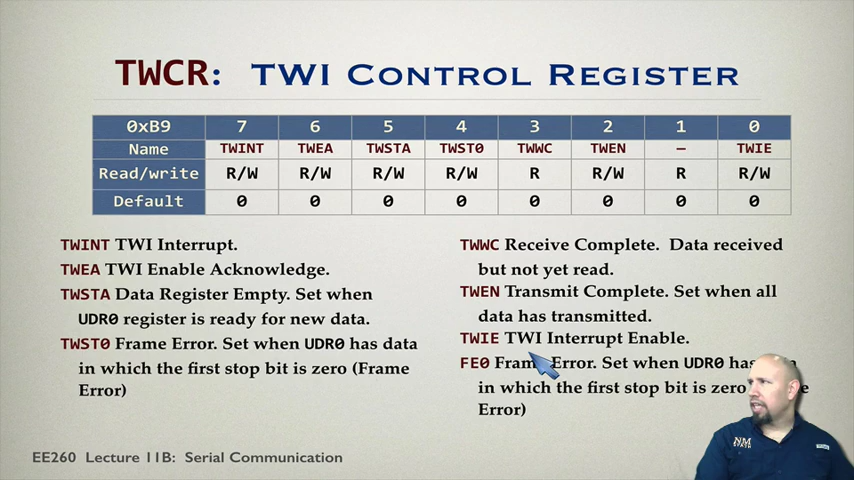 TWCR: TWI CONTROL REGISTER
0xB9 7 6 5 4 3 2 1 0
Name TWINT TWEA TWSTA TWST0 TWWC TWEN — TWIE
Read/write R/W R/W R/W R/W R R/W R R/W
Default 0 0 0 0 0 0 0 0
TWINT TWI Interrupt.
TWEA TWI Enable Acknowledge.
TWSTA Data Register Empty. Set when
UDR0 register is ready for new data.
TWST0 Frame Error. Set when UDR0 has data
in which the first stop bit is zero (Frame
Error)
TWWC Receive Complete. Data received
but not yet read.
TWEN Transmit Complete. Set when all
data has transmitted.
TWIE TWI Interrupt Enable.
FE0 Frame Error. Set when UDR0 has
in which the first stop bit is zero
Error)
NM
STATE
EE260 Lecture 11B: Serial Communication